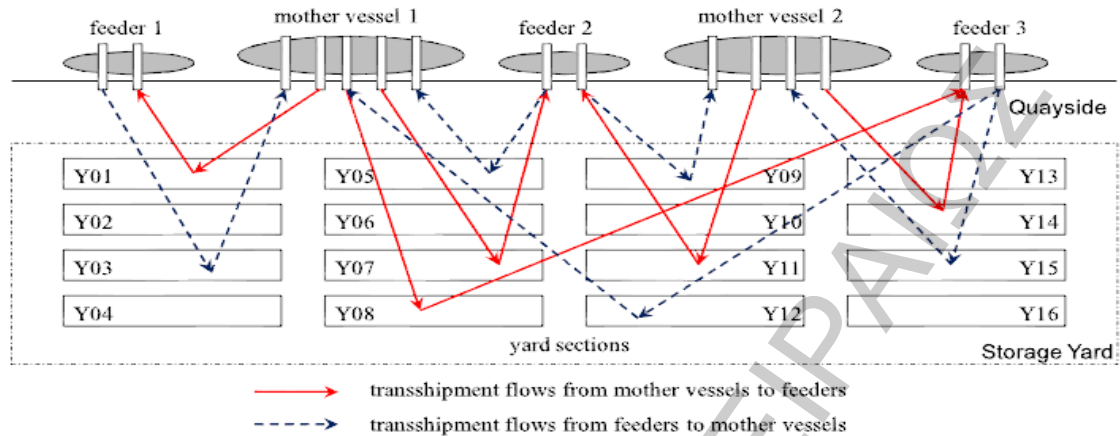 feeder 1 mother vessel 1 feeder 2 mother vessel 2 feeder 3
Quayside
Y01 Y05 Y09 Y13
Y02 Y06 Y10 Y14
Y03 Y07 Y11 Y15
Y04 Y08 Y12 Y16
yard sections
Storage Yard
transshipment flows from mother vessels to feeders
transshipment flows from feeders to mother vessels
ΕΙΡΑΙΩΣ